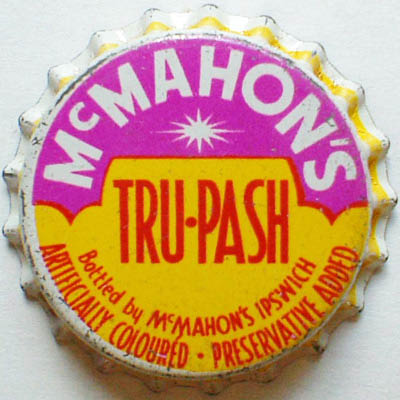 McMAHON'S
TRU•PASH
Bottled by McMAHON'S IPSWICH
ARTIFICIALLY COLOURED • PRESERVATIVE ADDED